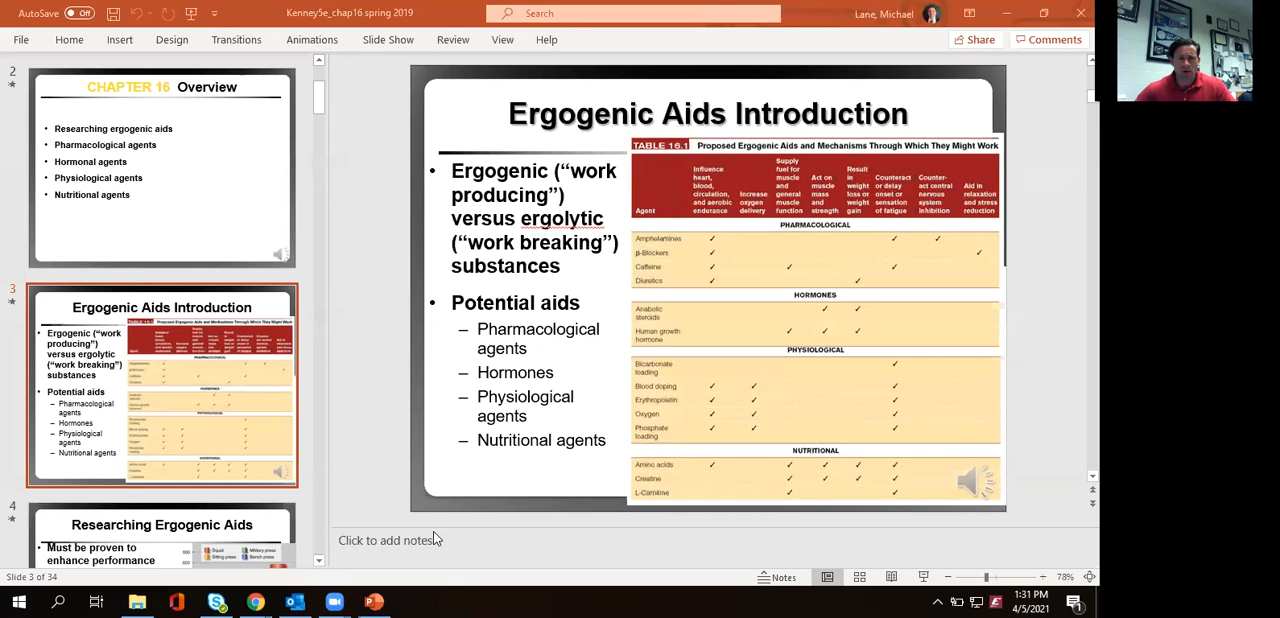 AutoSave Off
Kenney5e_chap16 spring 2019
Search
Lane, Michael
File Home Insert Design Transitions Animations Slide Show Review View Help
Share Comments
2
CHAPTER 16 Overview
• Researching ergogenic aids
• Pharmacological agents
• Hormonal agents
• Physiological agents
• Nutritional agents
3
Ergogenic Aids Introduction
• Ergogenic (“work
producing”)
versus ergolytic
(“work breaking”)
substances
• Potential aids
– Pharmacological
agents
– Hormones
– Physiological
agents
– Nutritional agents
4
Researching Ergogenic Aids
• Must be proven to
enhance performance
Ergogenic Aids Introduction
• Ergogenic (“work
producing”)
versus ergolytic
(“work breaking”)
substances
• Potential aids
– Pharmacological
agents
– Hormones
– Physiological
agents
– Nutritional agents
TABLE 16.1 Proposed Ergogenic Aids and Mechanisms Through Which They Might Work
Agent
Influence
heart,
blood,
circulation,
and aerobic
endurance
Increase
oxygen
delivery
Supply
fuel for
muscle
and
general
muscle
function
Act on
muscle
mass
and
strength
Result
in
weight
loss or
weight
gain
Counteract
or delay
onset or
sensation
of fatigue
Counter-
act central
nervous
system
inhibition
Aid in
relaxation
and stress
reduction
PHARMACOLOGICAL
Amphetamines ✓ ✓ ✓
β-Blockers ✓ ✓
Caffeine ✓ ✓ ✓
Diuretics ✓ ✓
HORMONES
Anabolic
steroids ✓ ✓
Human growth
hormone ✓ ✓ ✓
PHYSIOLOGICAL
Bicarbonate
loading ✓
Blood doping ✓ ✓ ✓
Erythropoietin ✓ ✓ ✓
Oxygen ✓ ✓ ✓
Phosphate
loading ✓ ✓ ✓
NUTRITIONAL
Amino acids ✓ ✓ ✓ ✓ ✓
Creatine ✓ ✓ ✓ ✓
L-Carnitine ✓ ✓
Click to add notes
Slide 3 of 34
Notes
78%
1:31 PM
4/5/2021